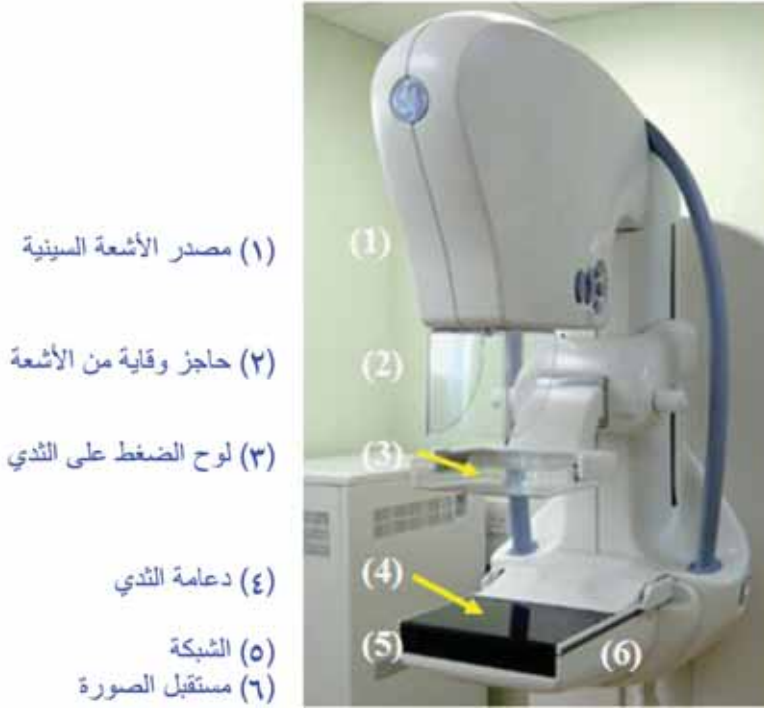 (١) مصدر الأشعة السينية
(1)
(٢) حاجز وقاية من الأشعة
(2)
(٣) لوح الضغط على الثدي
(3)
(٤) دعامة الثدي
(4)
(٥) الشبكة
(5)
(٦) مستقبل الصورة
(6)